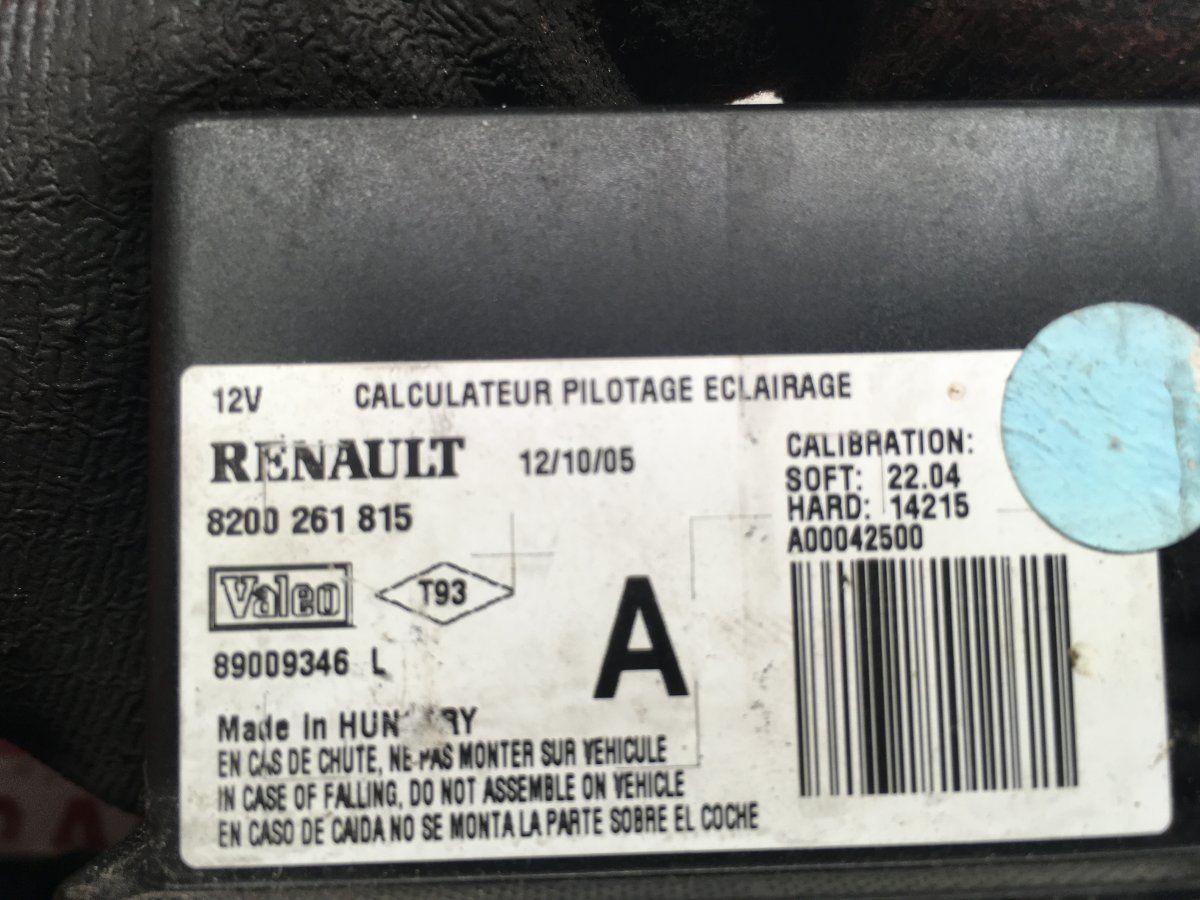 12V CALCULATEUR PILOTAGE ECLAIRAGE
RENAULT 12/10/05
8200 261 815
CALIBRATION:
SOFT: 22.04
HARD: 14215
A00042500
Valeo T93
A
89009346 L
Made in
EN CAS DE CHUTE, NE PAS MONTER SUR VEHICULE
IN CASE OF FALLING, DO NOT ASSEMBLE ON VEHICLE
EN CASO DE CAIDA NO SE MONTA LA PARTE SOBRE EL COCHE